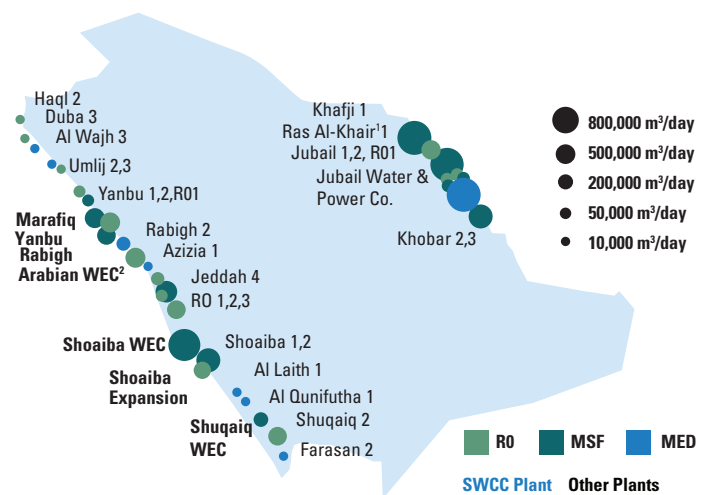 Haql 2
Duba 3
Al Wajh 3
Umlij 2,3
Yanbu 1,2,R01
Marafiq
Yanbu
Rabigh
Arabian WEC²
Rabigh 2
Azizia 1
Jeddah 4
RO 1,2,3
Shoaiba WEC
Shoaiba 1,2
Shoaiba
Expansion
Al Laith 1
Al Qunifutha 1
Shuqaiq
WEC
Shuqaiq 2
Farasan 2
Khafji 1
Ras Al-Khair¹1
Jubail 1,2, R01
Jubail Water &
Power Co.
Khobar 2,3
800,000 m³/day
500,000 m³/day
200,000 m³/day
50,000 m³/day
10,000 m³/day
R0 MSF MED
SWCC Plant Other Plants